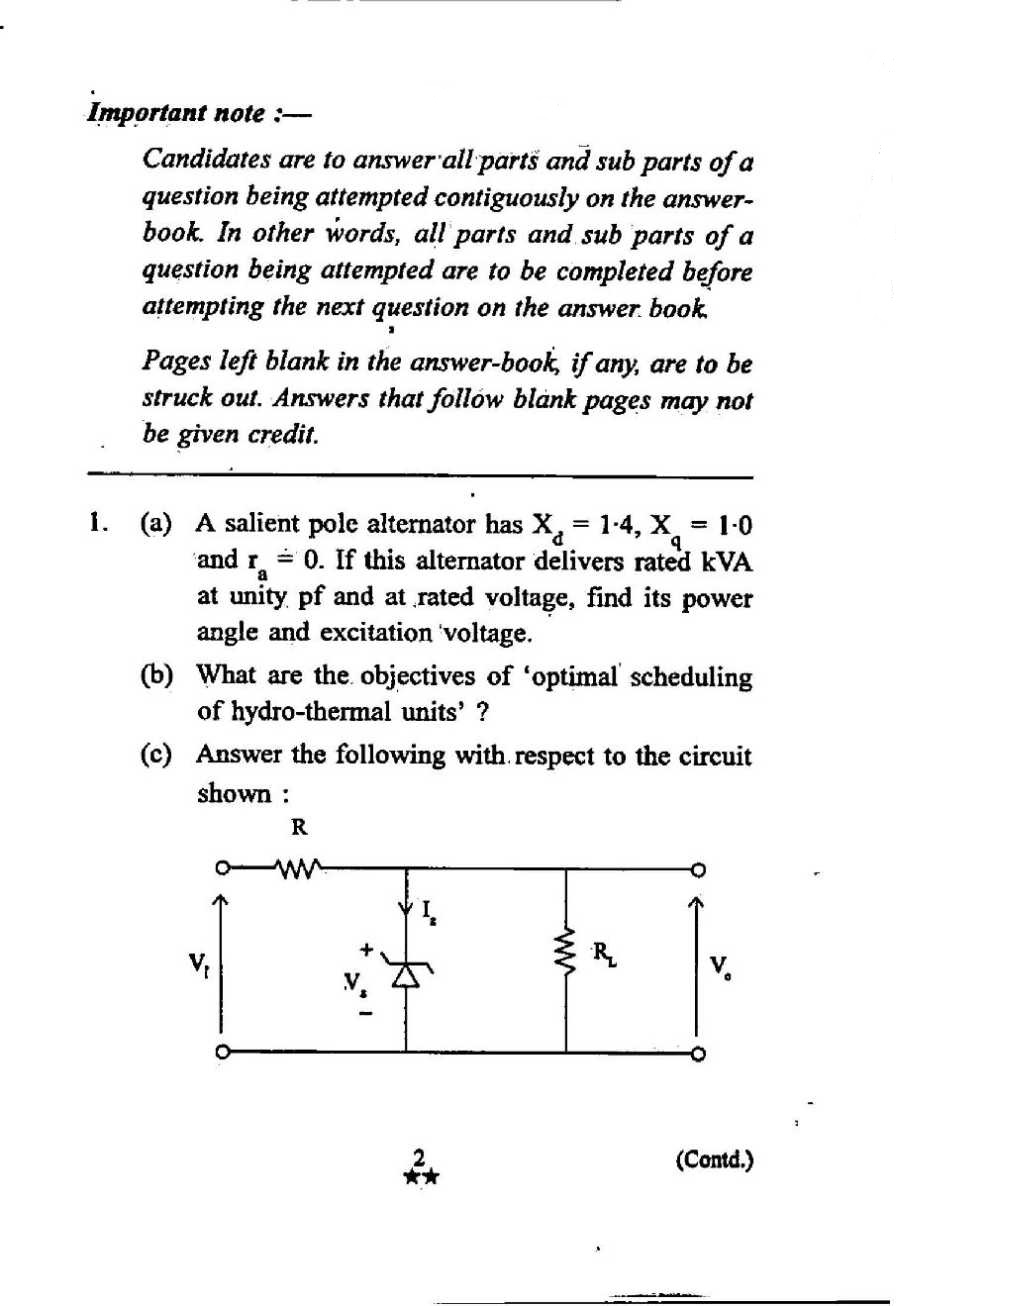 Important note :—
Candidates are to answer all parts and sub parts of a
question being attempted contiguously on the answer-
book. In other words, all parts and sub parts of a
question being attempted are to be completed before
attempting the next question on the answer book.
Pages left blank in the answer-book, if any, are to be
struck out. Answers that follow blank pages may not
be given credit.
1. (a) A salient pole alternator has X_d = 1·4, X_q = 1·0
and r_a = 0. If this alternator delivers rated kVA
at unity pf and at rated voltage, find its power
angle and excitation voltage.
(b) What are the objectives of ‘optimal scheduling
of hydro-thermal units’ ?
(c) Answer the following with respect to the circuit
shown :
R
I_z
+
V_I
V_z
R_L
V_o
−
2
★★
(Contd.)